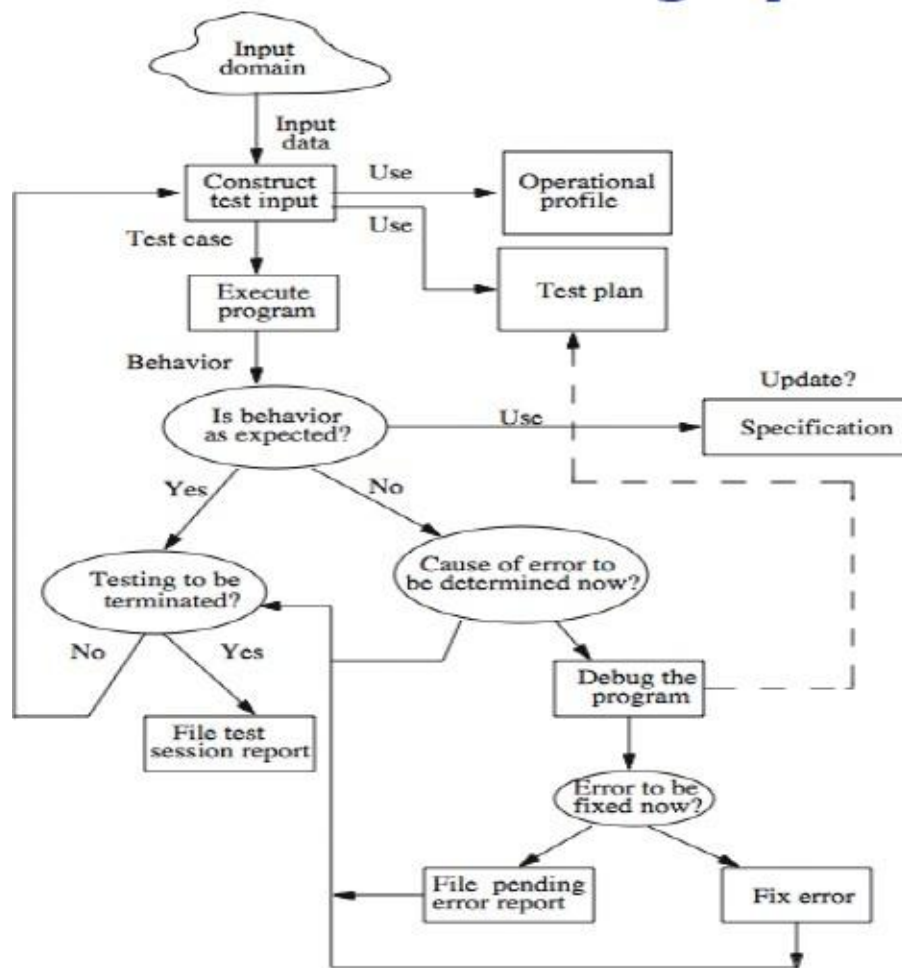 Input
domain
Input
data
Construct
test input
Use
Operational
profile
Use
Test case
Test plan
Execute
program
Behavior
Update?
Is behavior
as expected?
Use
Specification
Yes
No
Cause of error to
be determined now?
Testing to be
terminated?
No
Yes
Debug the
program
File test
session report
Error to be
fixed now?
File pending
error report
Fix error